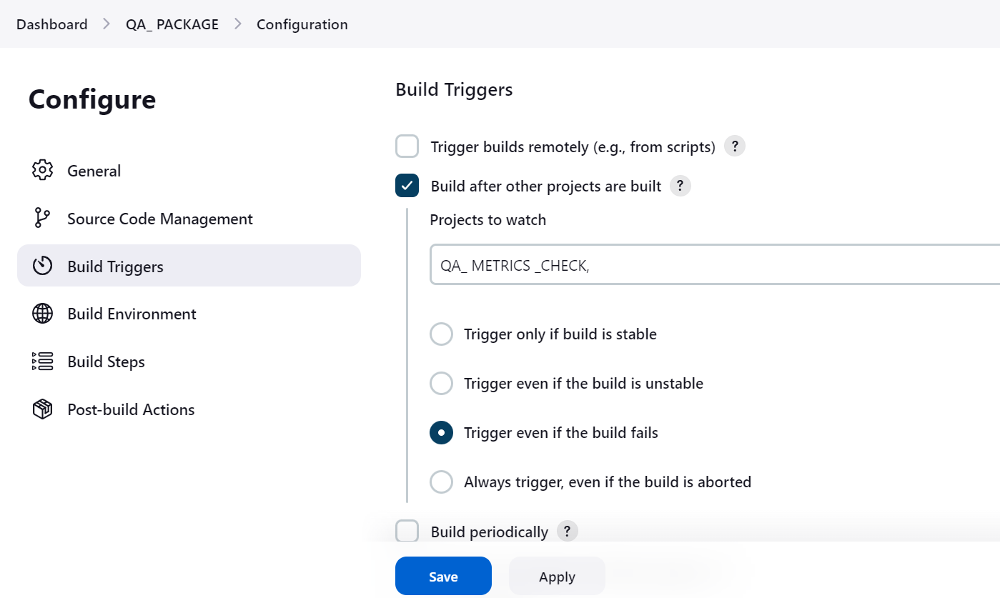 Dashboard > QA_ PACKAGE > Configuration
Configure
General
Source Code Management
Build Triggers
Build Environment
Build Steps
Post-build Actions
Build Triggers
Trigger builds remotely (e.g., from scripts) ?
Build after other projects are built ?
Projects to watch
QA_ METRICS _CHECK,
Trigger only if build is stable
Trigger even if the build is unstable
Trigger even if the build fails
Always trigger, even if the build is aborted
Build periodically ?
Save Apply